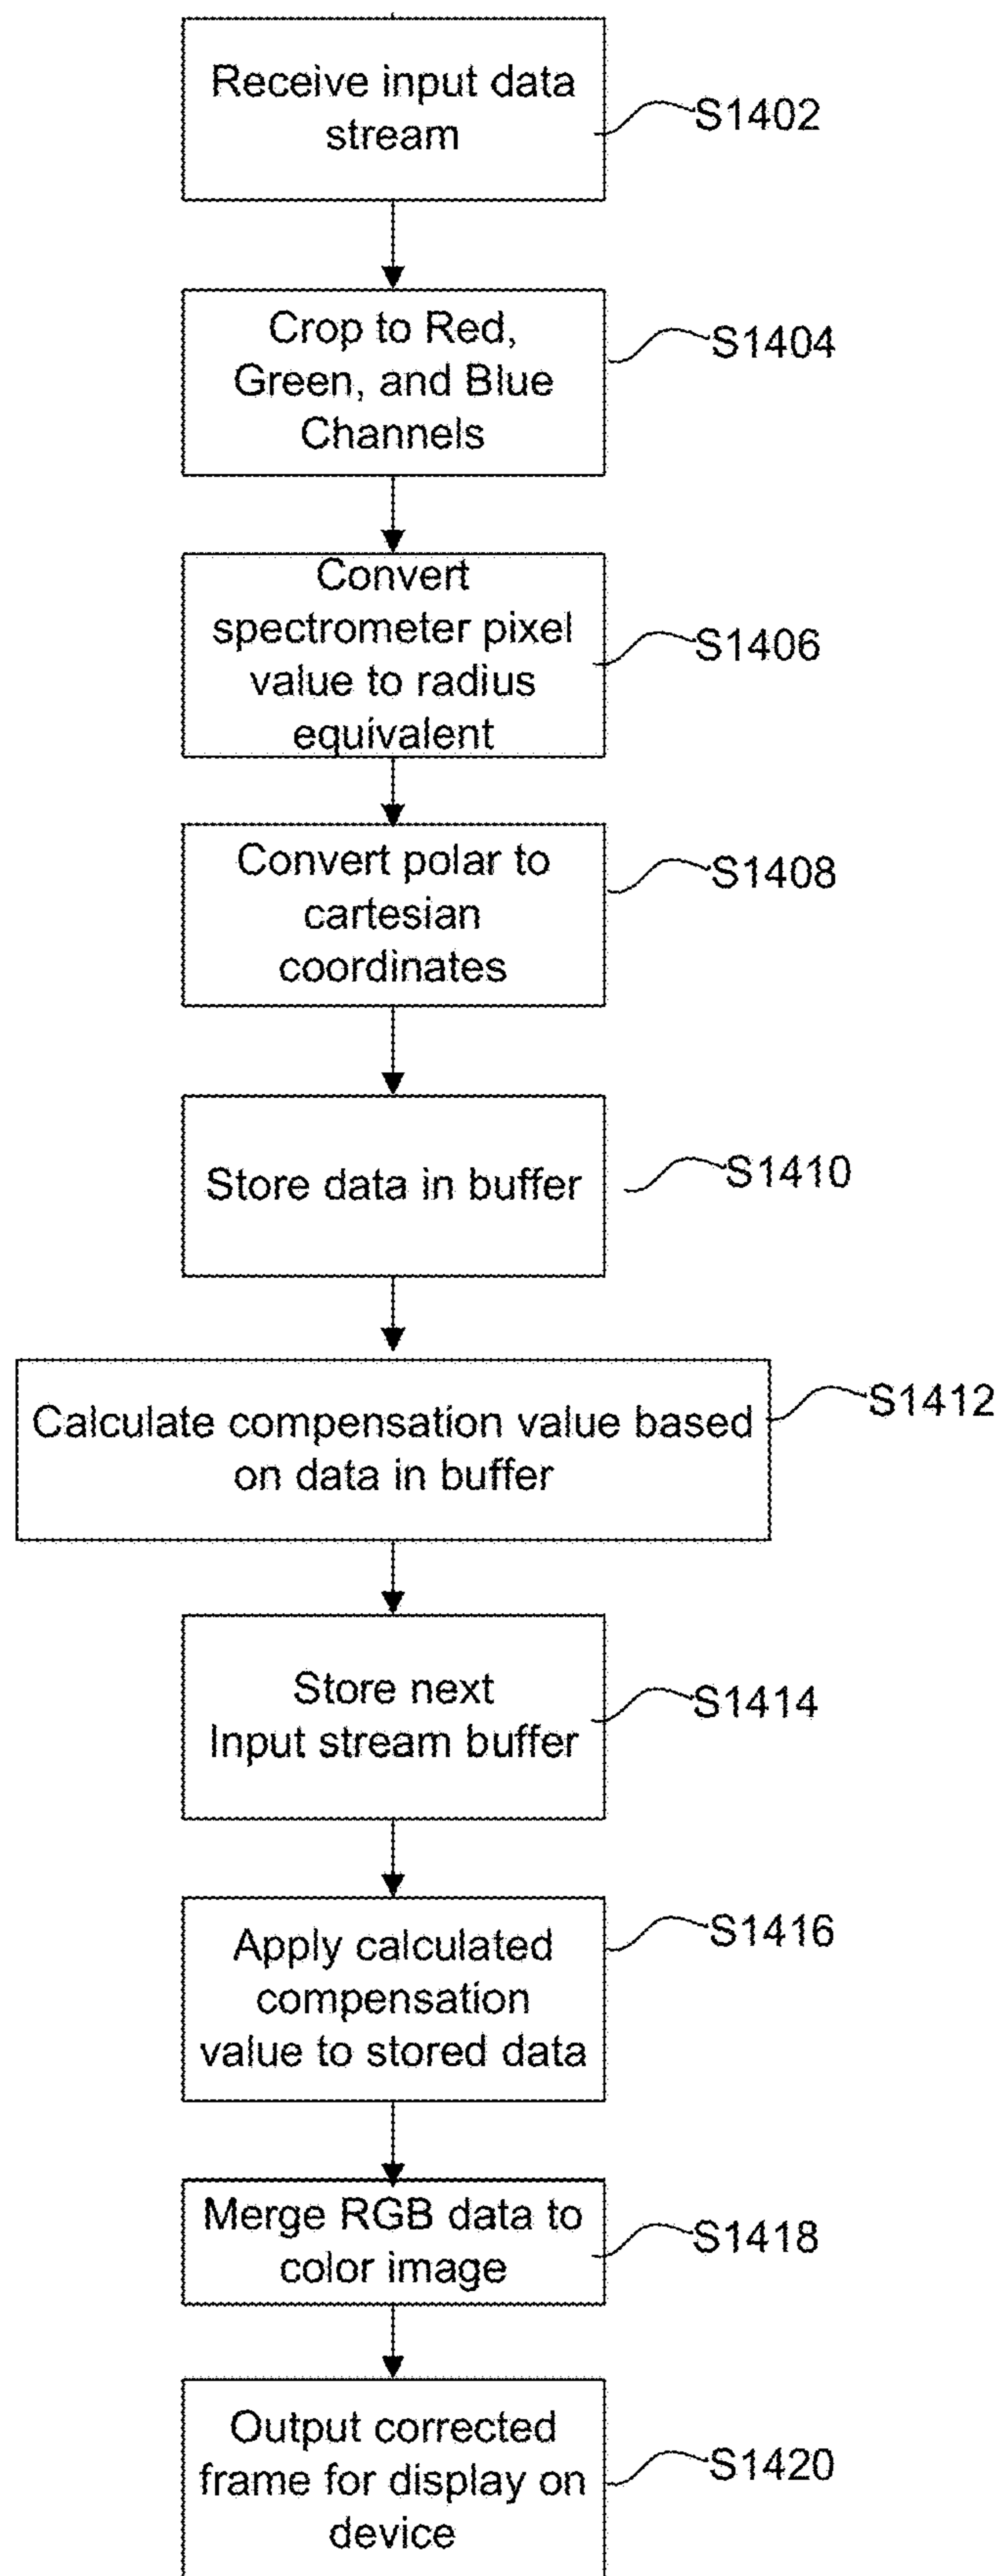 Receive input data
stream
S1402
Crop to Red,
Green, and Blue
Channels
S1404
Convert
spectrometer pixel
value to radius
equivalent
S1406
Convert polar to
cartesian
coordinates
S1408
Store data in buffer
S1410
Calculate compensation value based
on data in buffer
S1412
Store next
Input stream buffer
S1414
Apply calculated
compensation
value to stored data
S1416
Merge RGB data to
color image
S1418
Output corrected
frame for display on
device
S1420